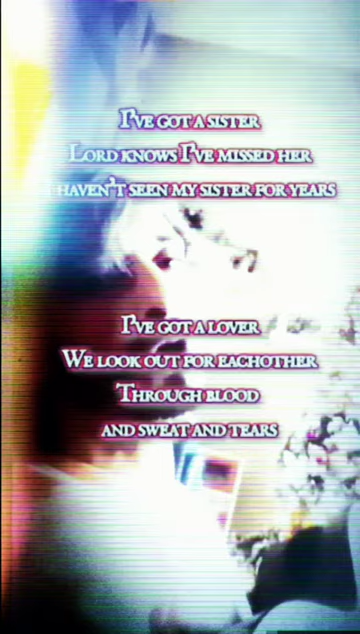 I've got a sister
Lord knows I've missed her
I haven't seen my sister for years
I've got a lover
We look out for eachother
Through blood
and sweat and tears